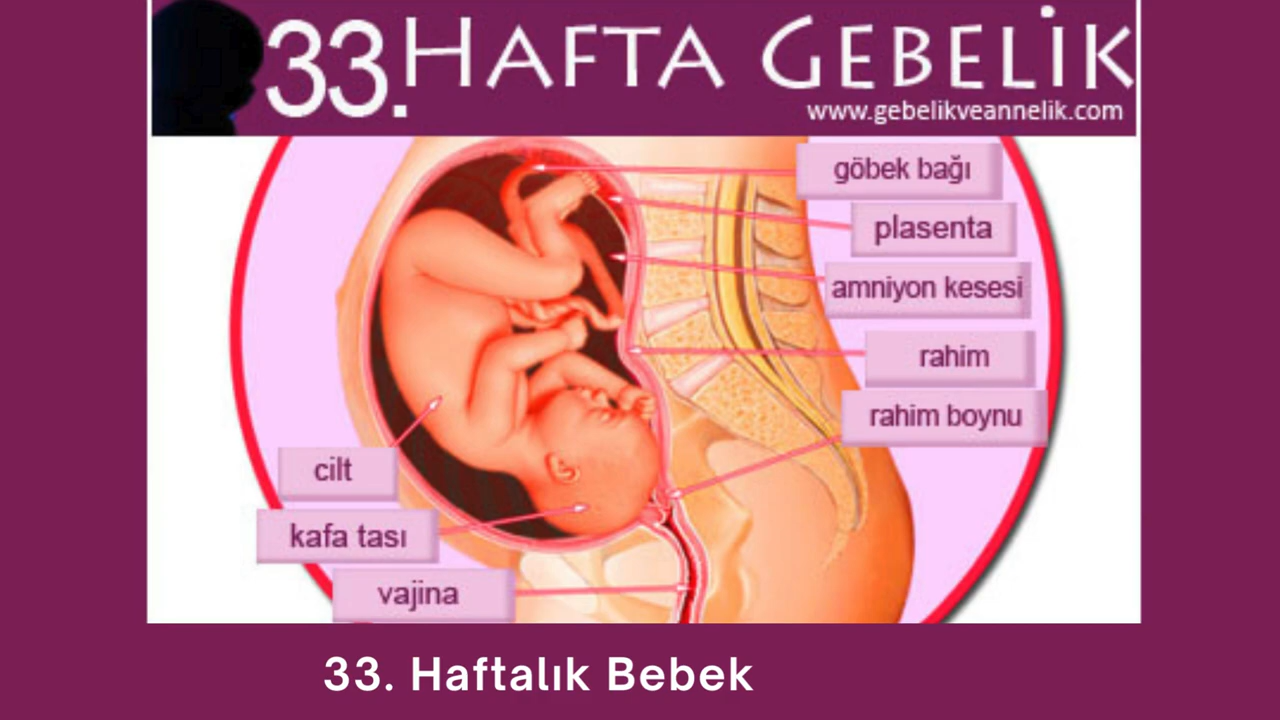 33. HAFTA GEBELİK
www.gebelikveannelik.com
göbek bağı
plasenta
amniyon kesesi
rahim
rahim boynu
cilt
kafa tası
vajina
33. Haftalık Bebek